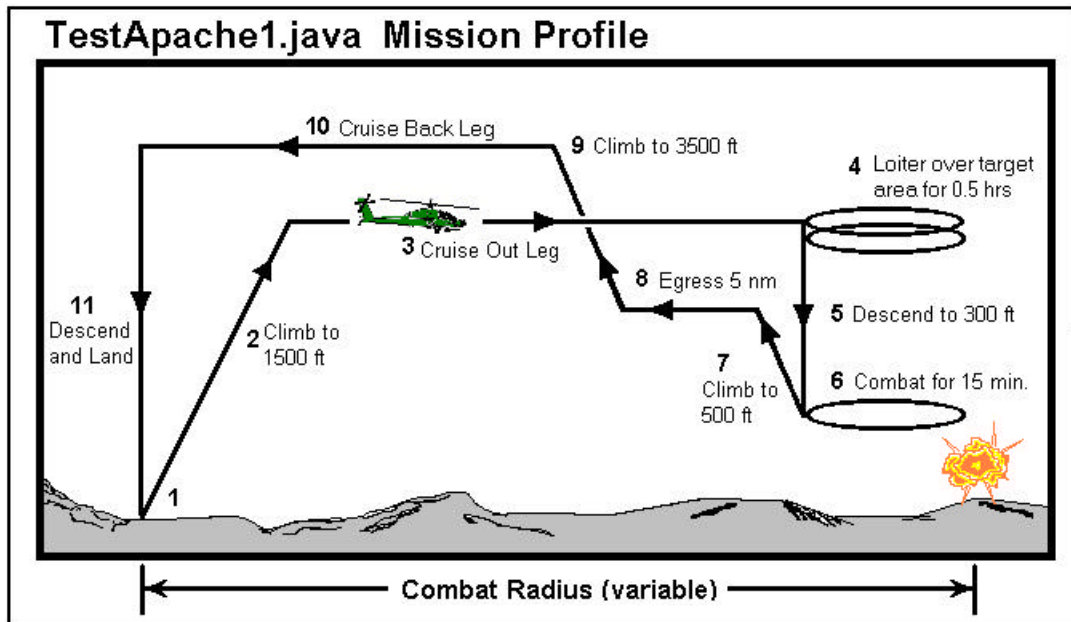 TestApache1.java Mission Profile
10 Cruise Back Leg
9 Climb to 3500 ft
4 Loiter over target
area for 0.5 hrs
3 Cruise Out Leg
8 Egress 5 nm
11
Descend
and Land
2 Climb to
1500 ft
5 Descend to 300 ft
7
Climb to
500 ft
6 Combat for 15 min.
1
Combat Radius (variable)